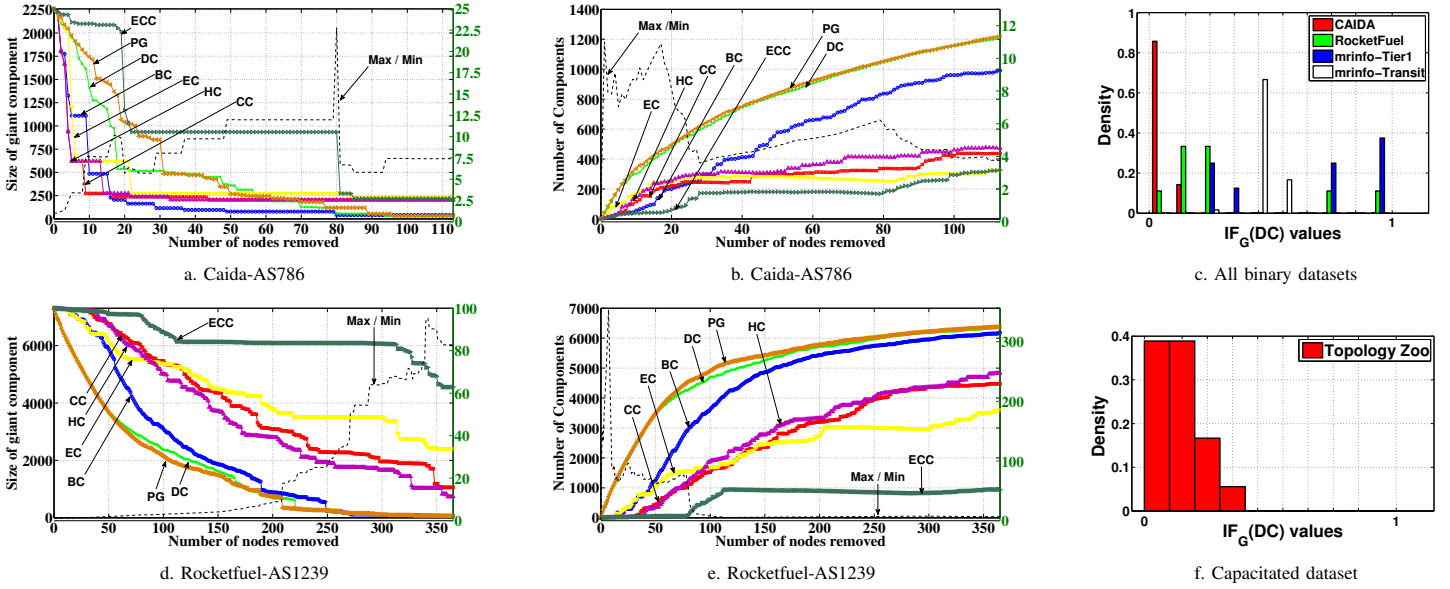 Size of giant component
2250
2000
1750
1500
1250
1000
750
500
250
0
0 10 20 30 40 50 60 70 80 90 100 110
Number of nodes removed
25
22.5
20
17.5
15
12.5
10
7.5
5
2.5
0
ECC
PG
DC
BC
EC
HC
CC
Max / Min
a. Caida-AS786
Number of Components
1400
1200
1000
800
600
400
200
0
0 20 40 60 80 100
Number of nodes removed
12
10
8
6
4
2
0
Max/Min
EC
HC
CC
BC
ECC
PG
DC
b. Caida-AS786
Density
1
0.8
0.6
0.4
0.2
0
0 1
IF_G(DC) values
CAIDA
RocketFuel
mrinfo-Tier1
mrinfo-Transit
c. All binary datasets
Size of giant component
6000
4000
2000
0
0 50 100 150 200 250 300 350
Number of nodes removed
100
80
60
40
20
0
ECC
Max / Min
CC
HC
EC
BC
PG
DC
d. Rocketfuel-AS1239
Number of Components
7000
6000
5000
4000
3000
2000
1000
0
0 50 100 150 200 250 300 350
Number of nodes removed
300
200
100
0
PG
HC
DC
BC
EC
CC
ECC
Max / Min
e. Rocketfuel-AS1239
Density
0.4
0.3
0.2
0.1
0
0 1
IF_G(DC) values
Topology Zoo
f. Capacitated dataset